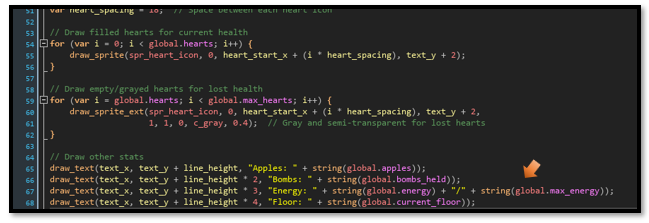 51 var heart_spacing = 18; // Space between each heart icon
52
53 // Draw filled hearts for current health
54 for (var i = 0; i < global.hearts; i++) {
55 draw_sprite(spr_heart_icon, 0, heart_start_x + (i * heart_spacing), text_y + 2);
56 }
57
58 // Draw empty/grayed hearts for lost health
59 for (var i = global.hearts; i < global.max_hearts; i++) {
60 draw_sprite_ext(spr_heart_icon, 0, heart_start_x + (i * heart_spacing), text_y + 2,
61 1, 1, 0, c_gray, 0.4); // Gray and semi-transparent for lost hearts
62 }
63
64 // Draw other stats
65 draw_text(text_x, text_y + line_height, "Apples: " + string(global.apples));
66 draw_text(text_x, text_y + line_height * 2, "Bombs: " + string(global.bombs_held));
67 draw_text(text_x, text_y + line_height * 3, "Energy: " + string(global.energy) + "/" + string(global.max_energy));
68 draw_text(text_x, text_y + line_height * 4, "Floor: " + string(global.current_floor));